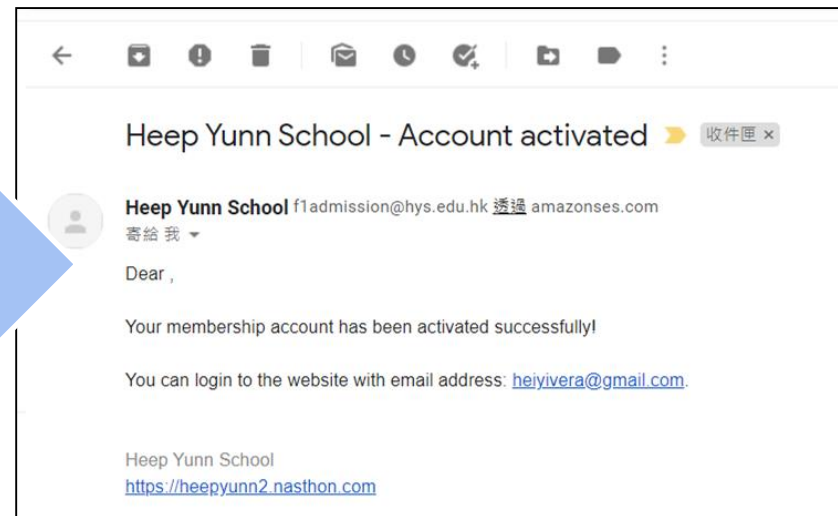 Heep Yunn School - Account activated 收件匣 ×
Heep Yunn School f1admission@hys.edu.hk 透過 amazonses.com
寄給 我
Dear ,
Your membership account has been activated successfully!
You can login to the website with email address: heiyivera@gmail.com.
Heep Yunn School
https://heepyunn2.nasthon.com